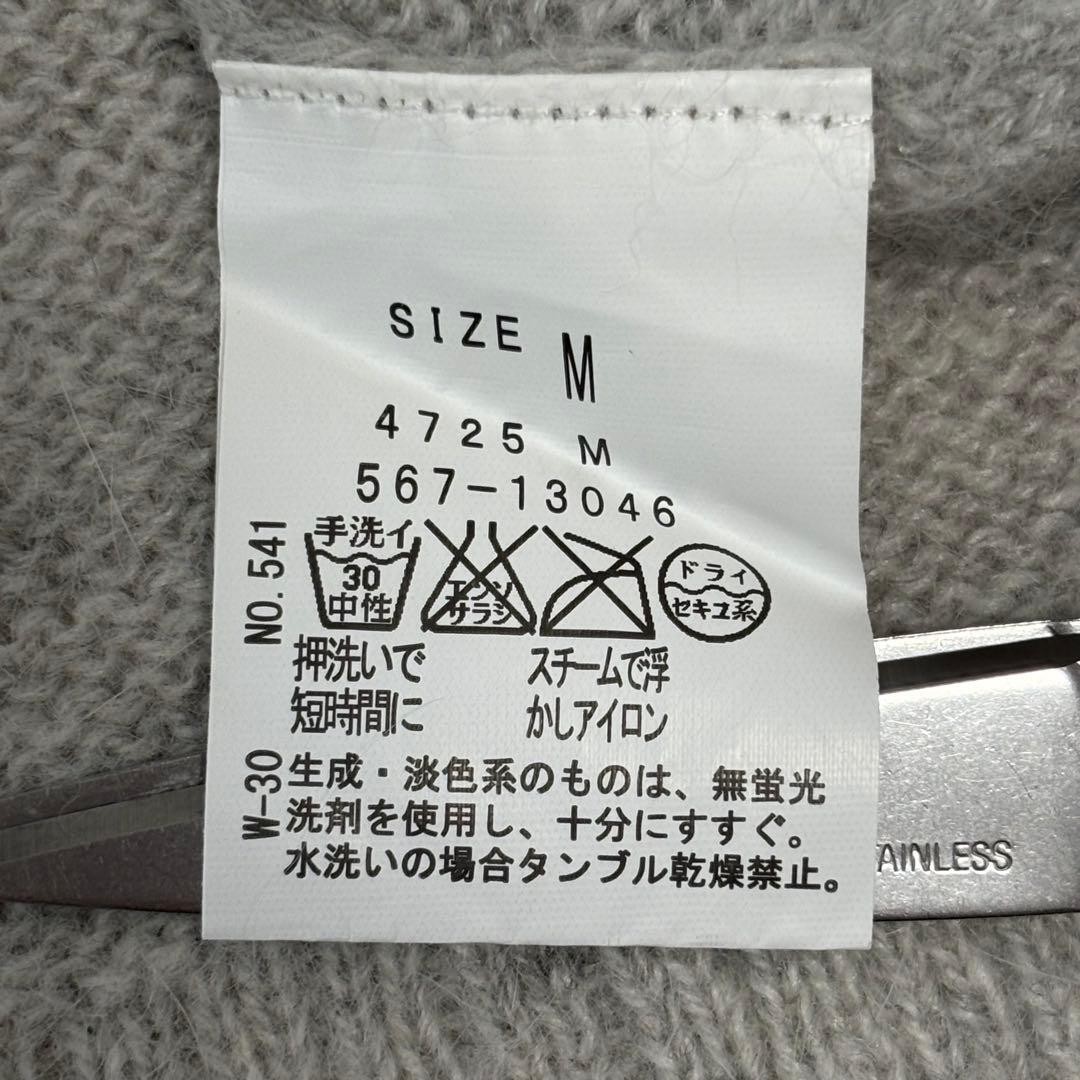 SIZE M
4725 M
567-13046
NO.541
手洗イ
30
中性
エンソ
サラシ
ドライ
セキユ系
押洗いで
短時間に
スチームで浮
かしアイロン
W-30
生成・淡色系のものは、無蛍光
洗剤を使用し、十分にすすぐ。
水洗いの場合タンブル乾燥禁止。
AINLESS